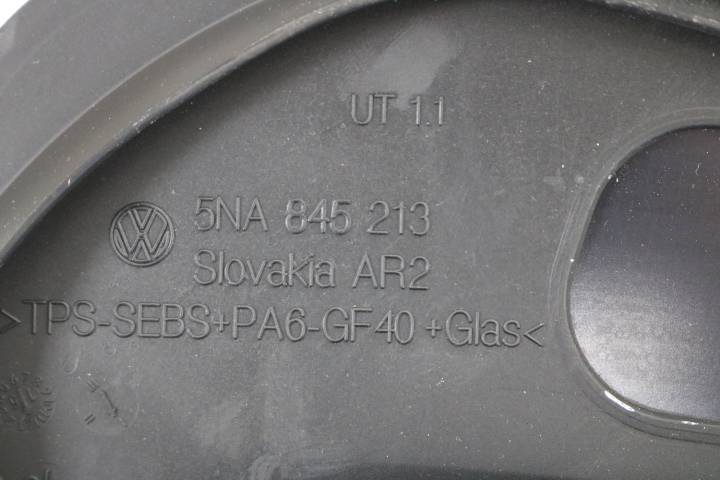 UT 1.1
5NA 845 213
Slovakia AR2
>TPS-SEBS+PA6-GF40 +Glas<